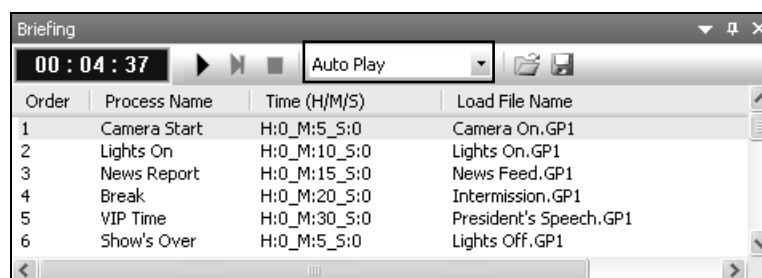 Briefing
00 : 04 : 37 Auto Play
Order Process Name Time (H/M/S) Load File Name
1 Camera Start H:0_M:5_S:0 Camera On.GP1
2 Lights On H:0_M:10_S:0 Lights On.GP1
3 News Report H:0_M:15_S:0 News Feed.GP1
4 Break H:0_M:20_S:0 Intermission.GP1
5 VIP Time H:0_M:30_S:0 President's Speech.GP1
6 Show's Over H:0_M:5_S:0 Lights Off.GP1